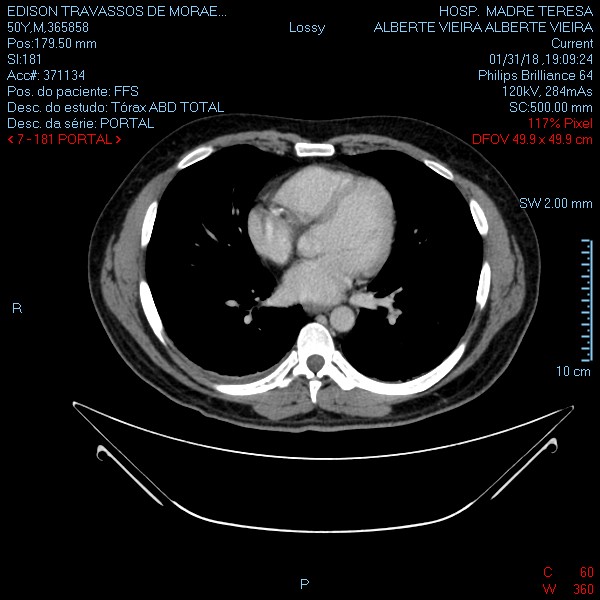 EDISON TRAVASSOS DE MORAE...
50Y,M,365858
Pos:179.50 mm
SI:181
Acc#: 371134
Pos. do paciente: FFS
Desc. do estudo: Tórax ABD TOTAL
Desc. da série: PORTAL
< 7 - 181 PORTAL >
Lossy
HOSP. MADRE TERESA
ALBERTE VIEIRA ALBERTE VIEIRA
Current
01/31/18 ,19:09:24
Philips Brilliance 64
120kV, 284mAs
SC:500.00 mm
117% Pixel
DFOV 49.9 x 49.9 cm
SW 2.00 mm
R
10 cm
P
C 60
W 360